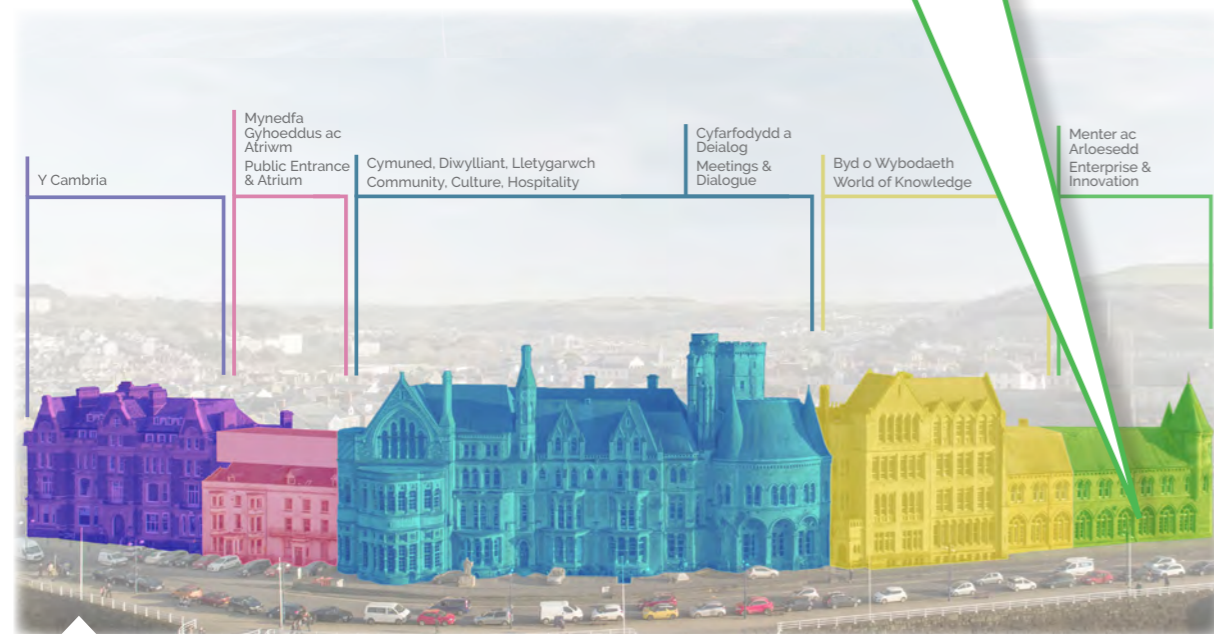 Y Cambria
Mynedfa
Gyhoeddus ac
Atriwm
Public Entrance
& Atrium
Cymuned, Diwylliant, Lletygarwch
Community, Culture, Hospitality
Cyfarfodydd a
Deialog
Meetings &
Dialogue
Byd o Wybodaeth
World of Knowledge
Menter ac
Arloesedd
Enterprise &
Innovation